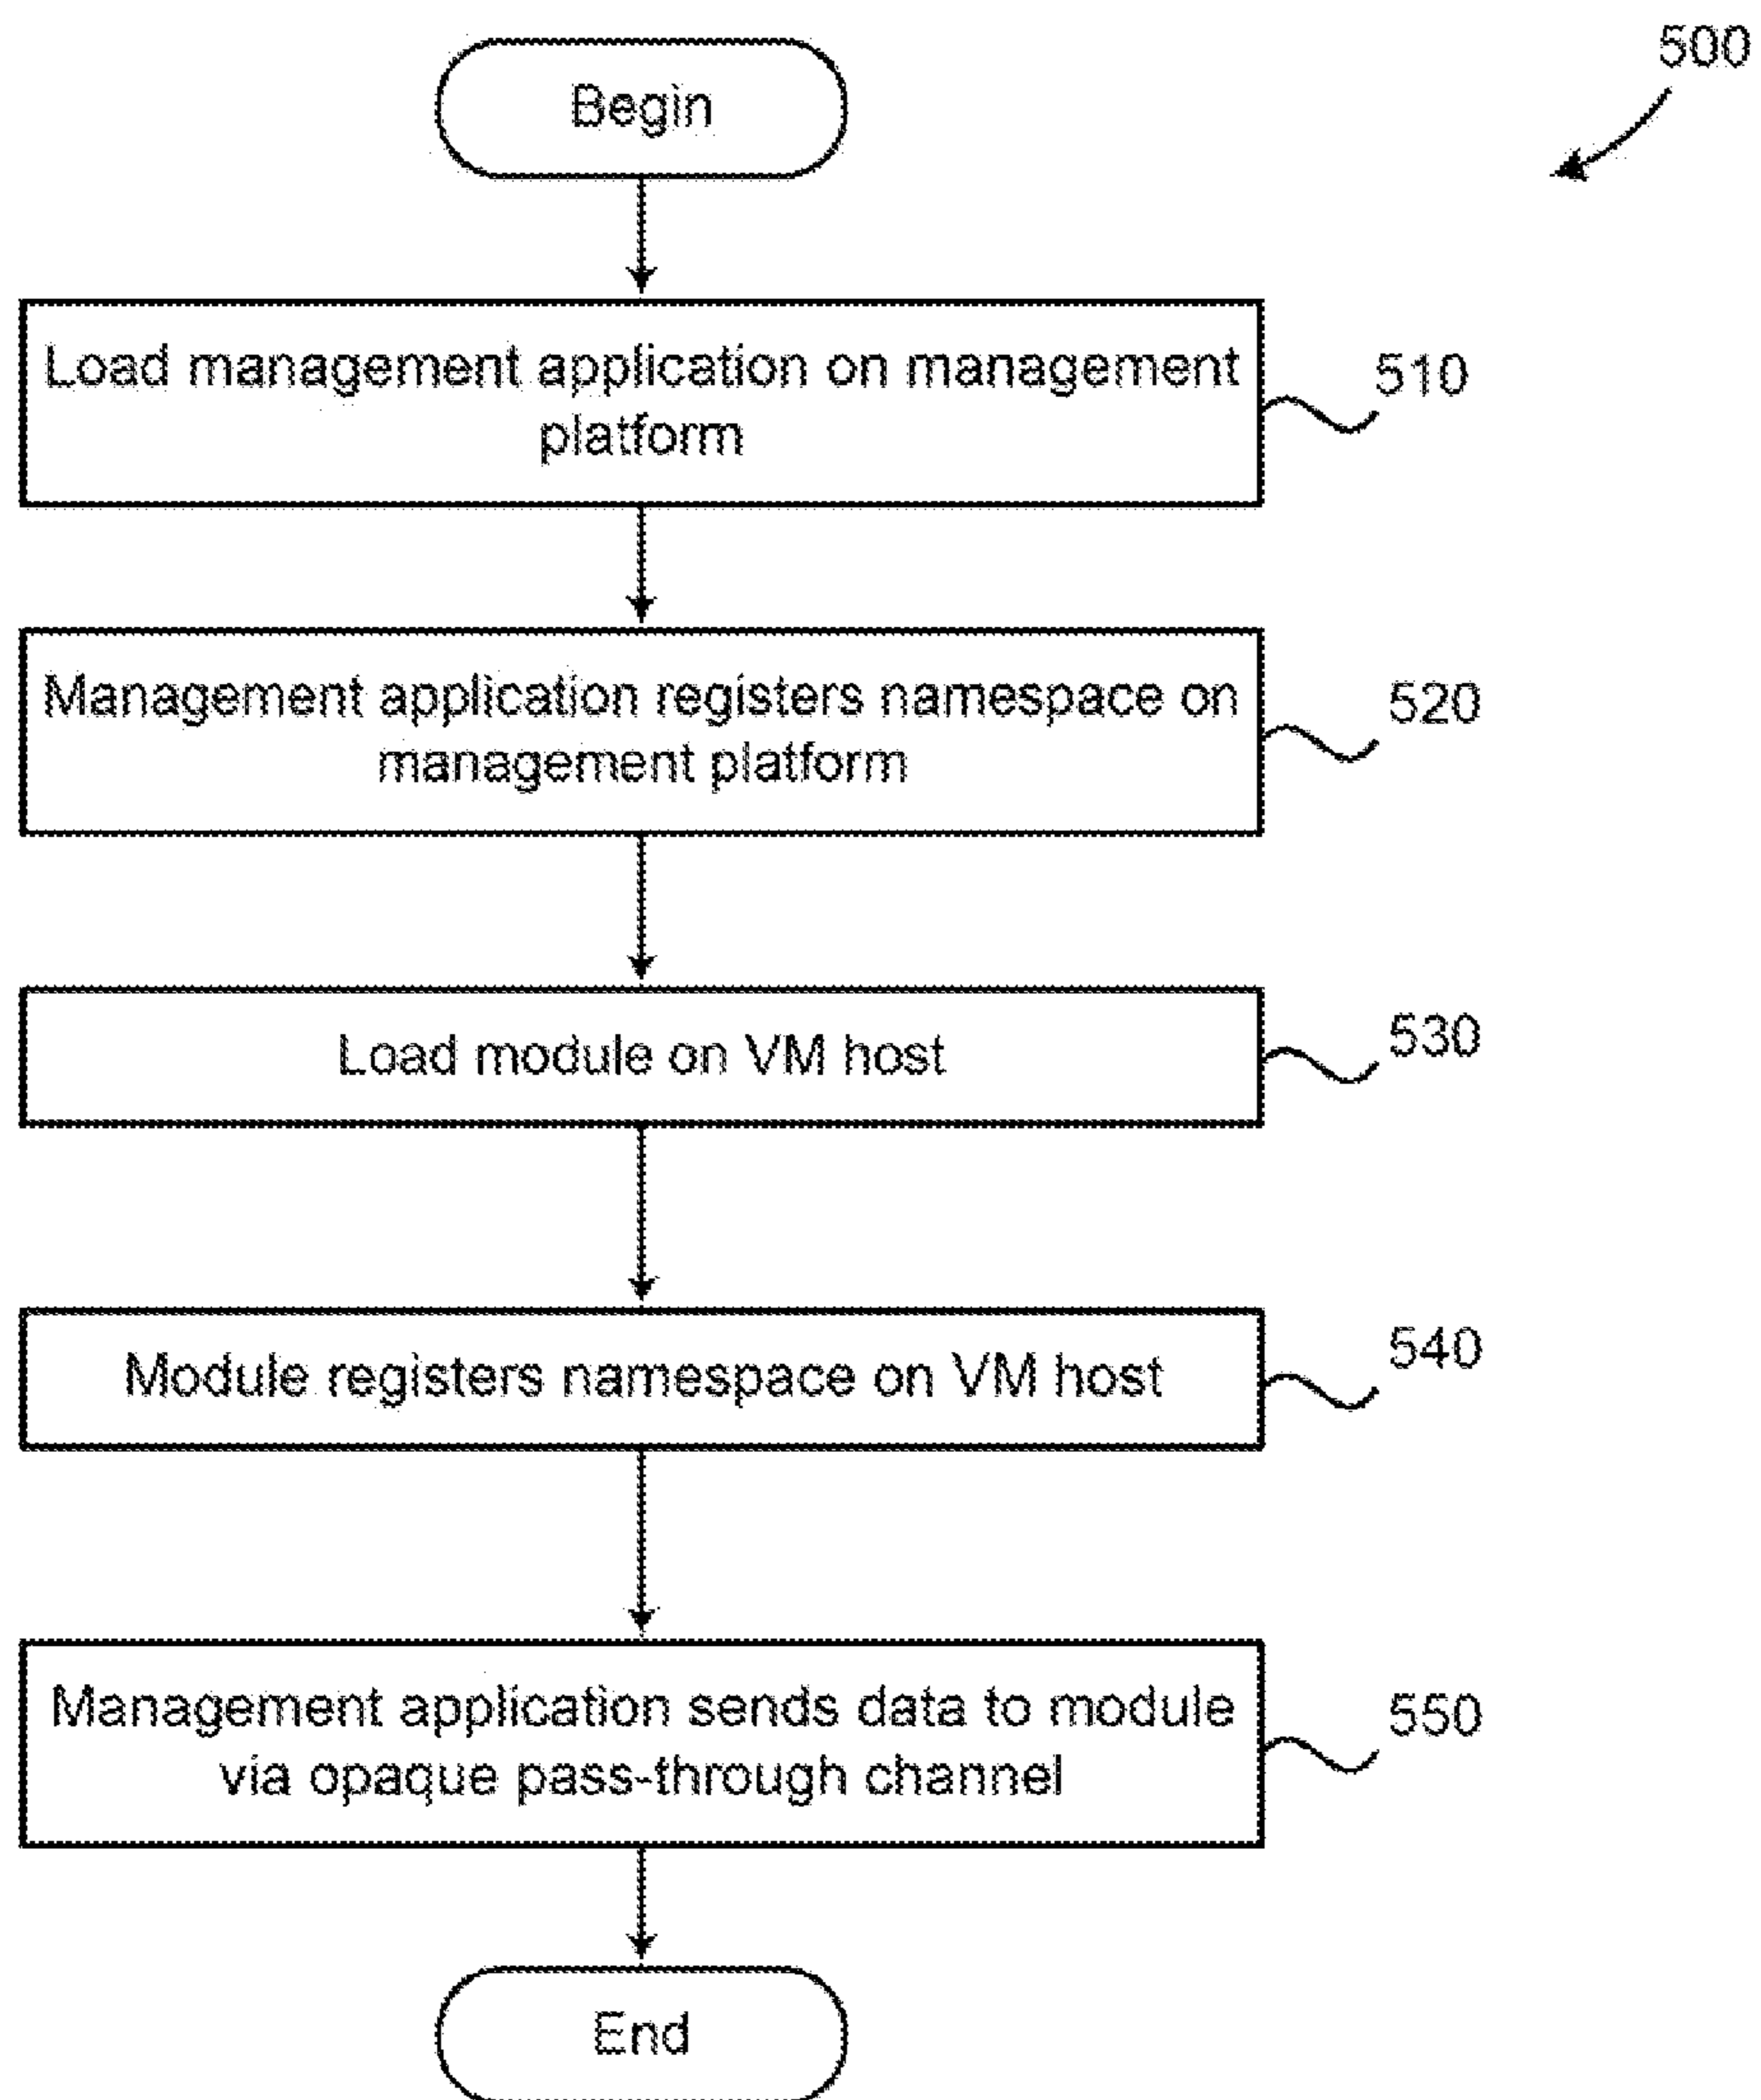 500
Begin
Load management application on management
platform
510
Management application registers namespace on
management platform
520
Load module on VM host
530
Module registers namespace on VM host
540
Management application sends data to module
via opaque pass-through channel
550
End